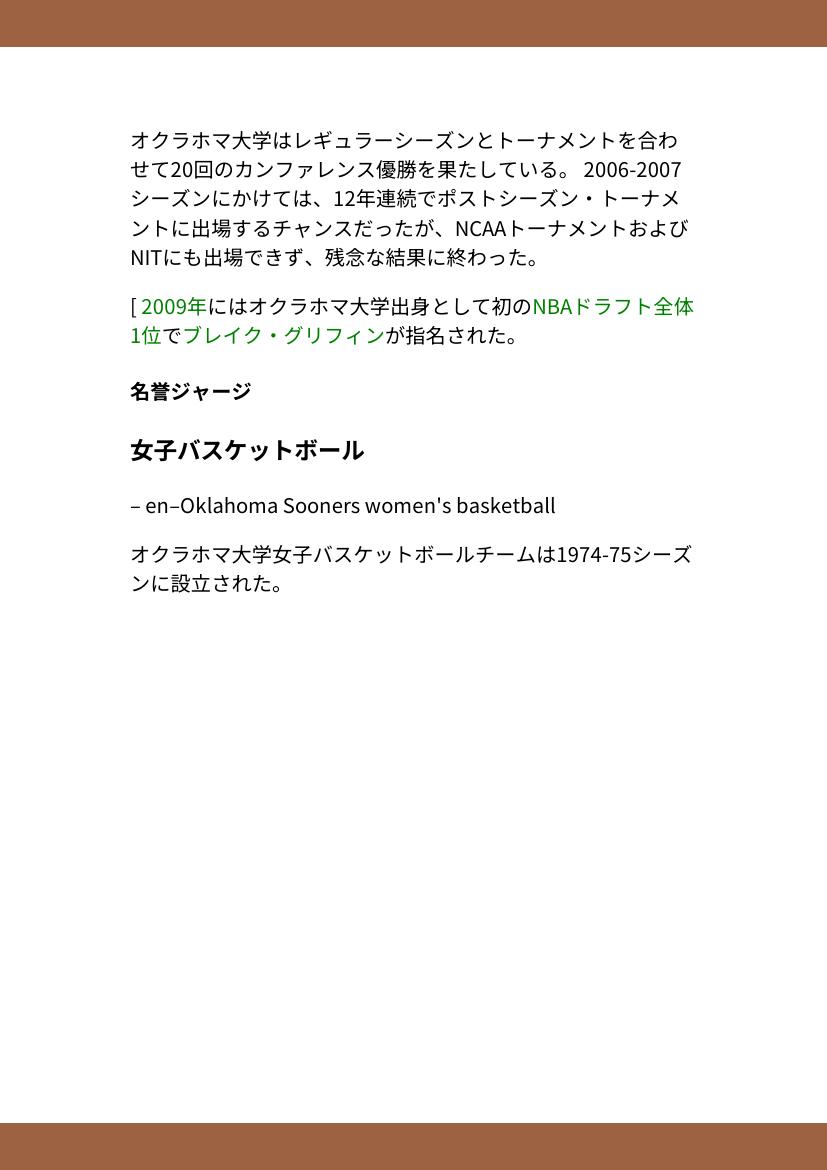 オクラホマ大学はレギュラーシーズンとトーナメントを合わ
せて20回のカンファレンス優勝を果たしている。 2006-2007
シーズンにかけては、12年連続でポストシーズン・トーナメ
ントに出場するチャンスだったが、NCAAトーナメントおよび
NITにも出場できず、残念な結果に終わった。
[ 2009年にはオクラホマ大学出身として初のNBAドラフト全体
1位でブレイク・グリフィンが指名された。
名誉ジャージ
女子バスケットボール
– en–Oklahoma Sooners women's basketball
オクラホマ大学女子バスケットボールチームは1974-75シーズ
ンに設立された。